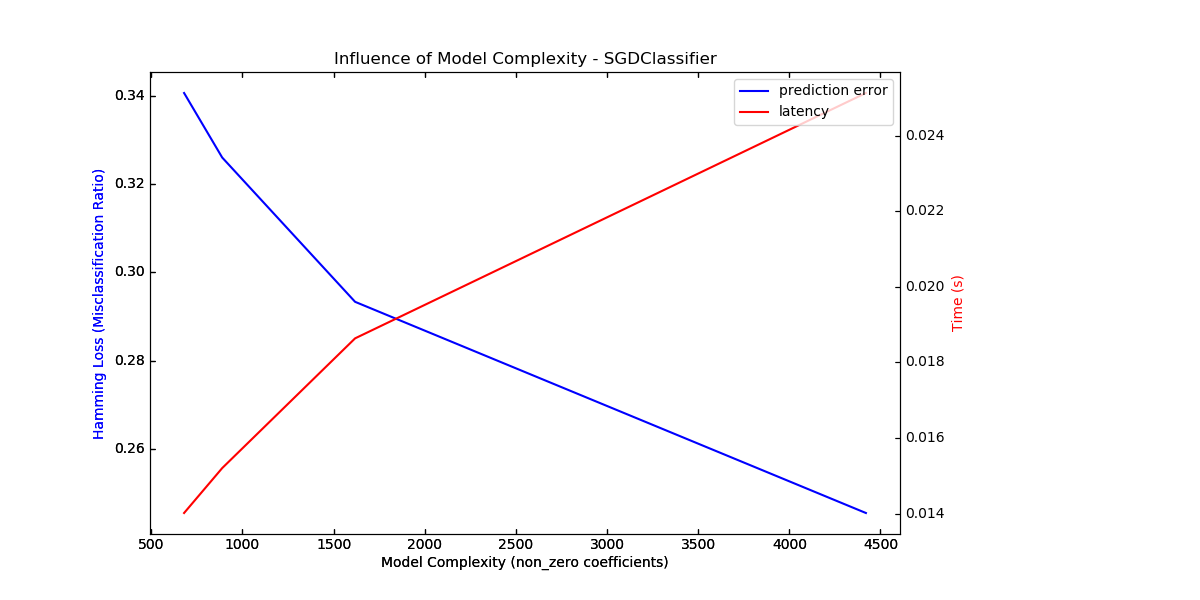 Influence of Model Complexity - SGDClassifier
prediction error
latency
0.34
0.32
0.30
0.28
0.26
Hamming Loss (Misclassification Ratio)
0.024
0.022
0.020
0.018
0.016
0.014
Time (s)
500 1000 1500 2000 2500 3000 3500 4000 4500
Model Complexity (non_zero coefficients)